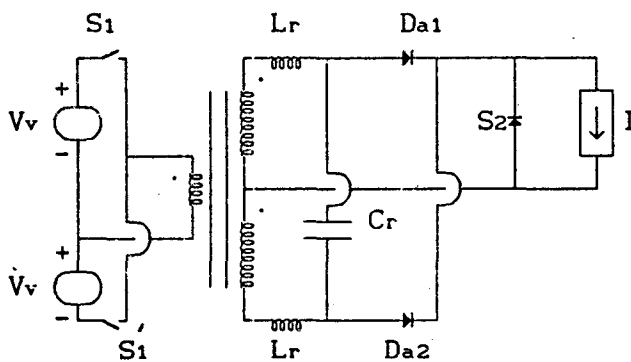 S1
Lr
Da1
+
Vv
-
S2
Cr
+
Vv
-
S1'
Lr
Da2